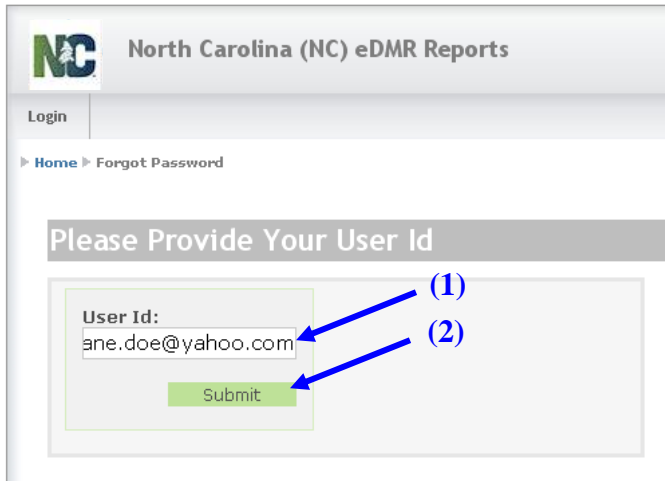 NC
North Carolina (NC) eDMR Reports
Login
Home Forgot Password
Please Provide Your User Id
(1)
User Id:
ane.doe@yahoo.com
(2)
Submit